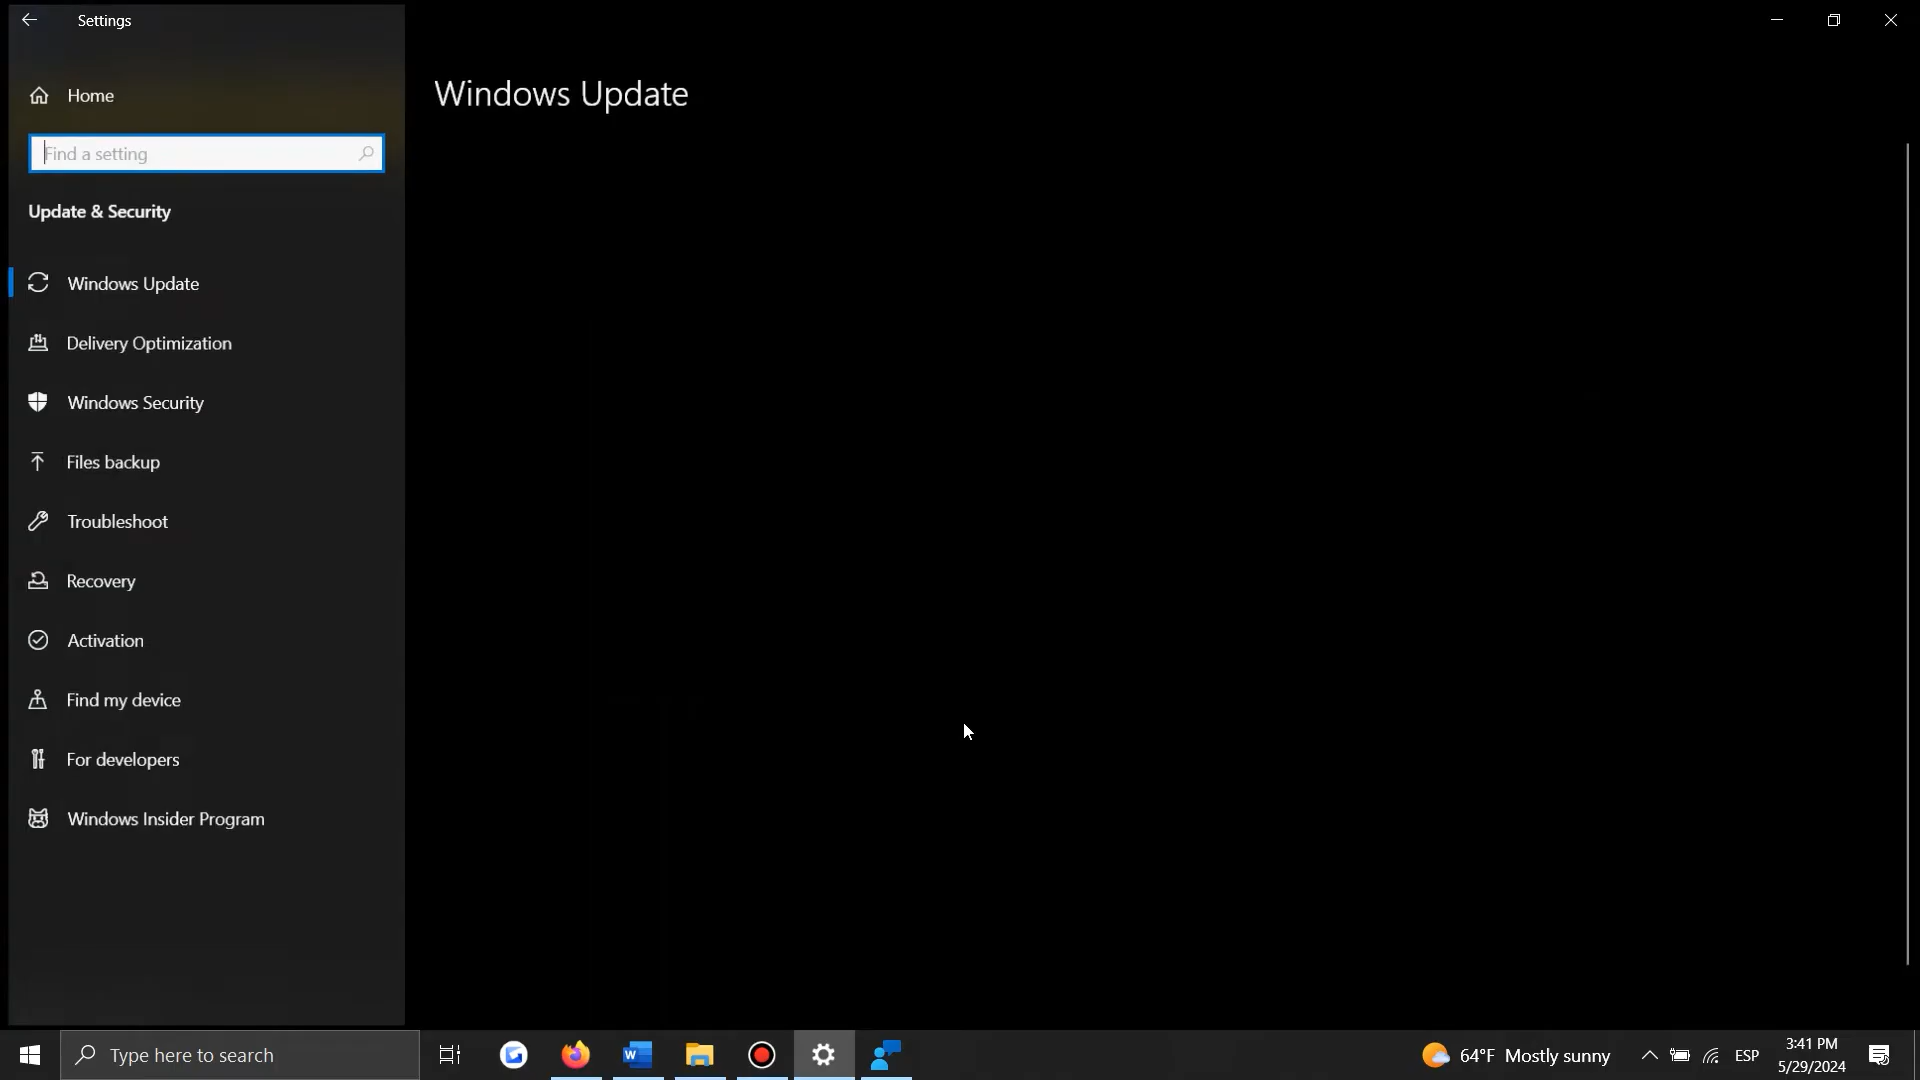 Settings
Home
Find a setting
Update & Security
Windows Update
Delivery Optimization
Windows Security
Files backup
Troubleshoot
Recovery
Activation
Find my device
For developers
Windows Insider Program
Windows Update
Type here to search
W
64°F Mostly sunny
ESP
3:41 PM
5/29/2024